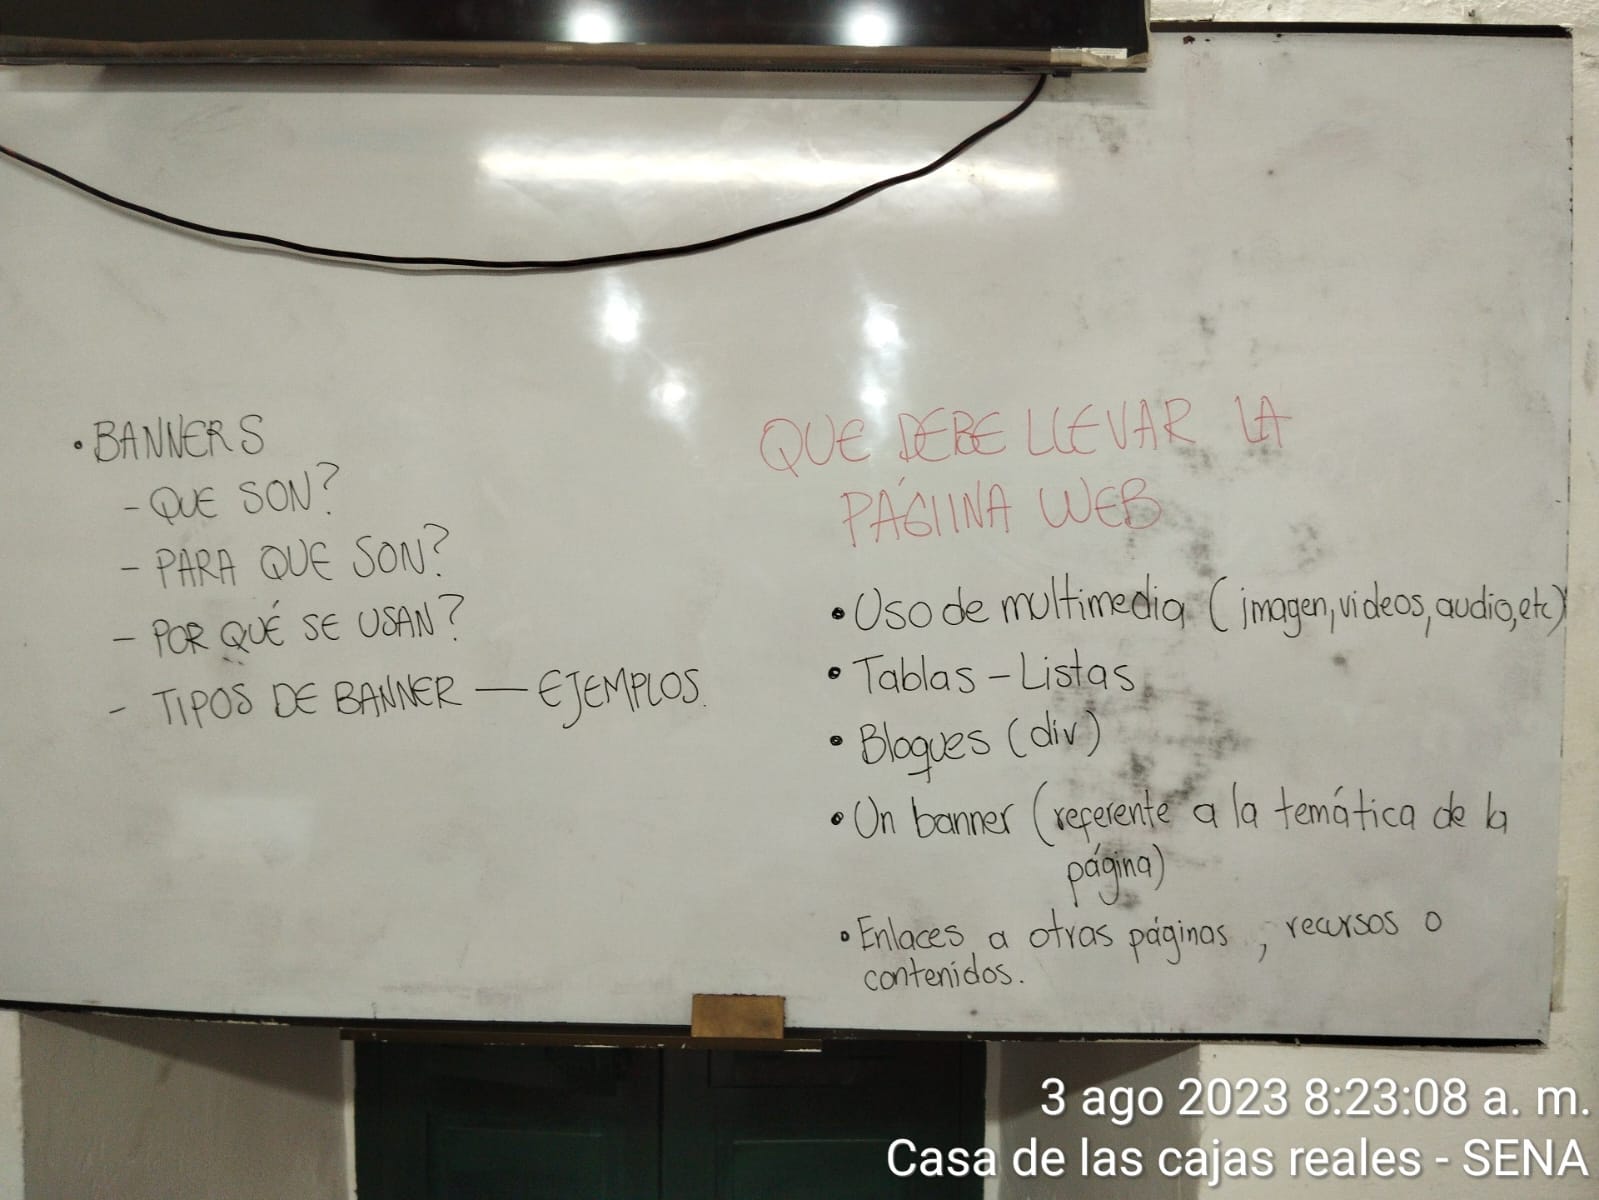 • BANNERS
- QUE SON?
- PARA QUE SON?
- POR QUÉ SE USAN?
- TIPOS DE BANNER — EJEMPLOS.
QUE DEBE LLEVAR LA
PÁGIINA WEB
• Uso de multimedia (imagen, videos, audio, etc)
• Tablas - Listas
• Bloques (div)
• Un banner (referente a la temática de la
página)
• Enlaces a otras páginas, recursos o
contenidos.
3 ago 2023 8:23:08 a. m.
Casa de las cajas reales - SENA